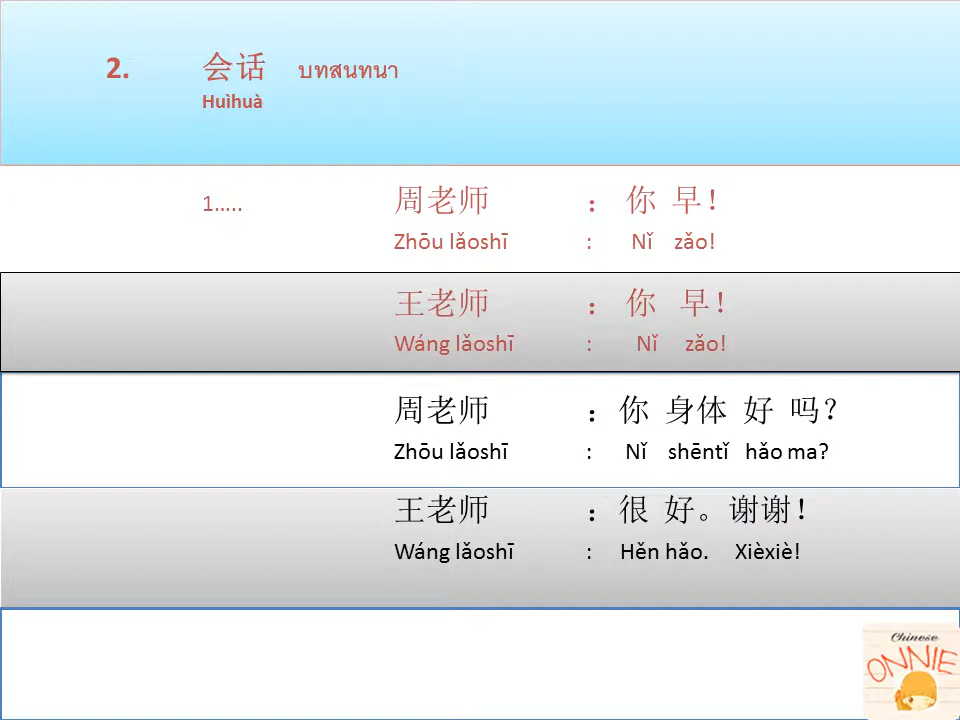 2. 会话 บทสนทนา
Huìhuà
1..... 周老师 : 你 早!
Zhōu lǎoshī : Nǐ zǎo!
王老师 : 你 早!
Wáng lǎoshī : Nǐ zǎo!
周老师 : 你 身体 好 吗?
Zhōu lǎoshī : Nǐ shēntǐ hǎo ma?
王老师 : 很 好。谢谢!
Wáng lǎoshī : Hěn hǎo. Xièxiè!
Chinese
ONNIE